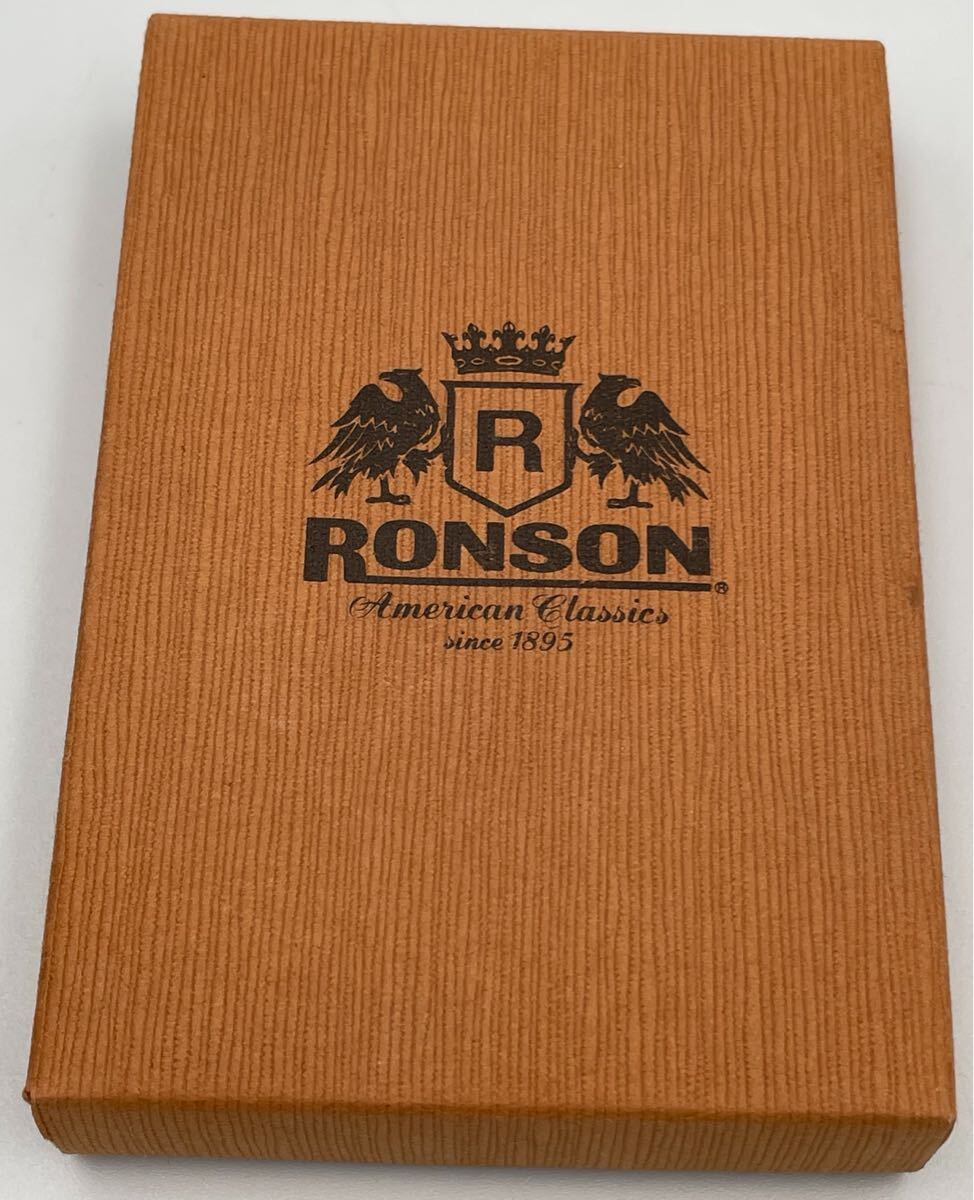 R
RONSON®
American Classics
since 1895